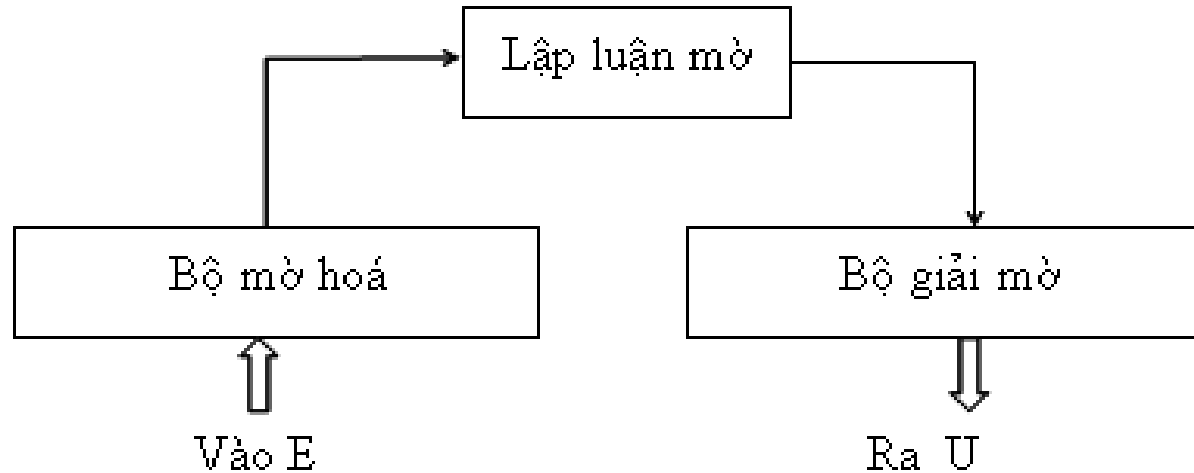 Lập luận mờ
Bộ mờ hoá
Bộ giải mờ
Vào E
Ra U